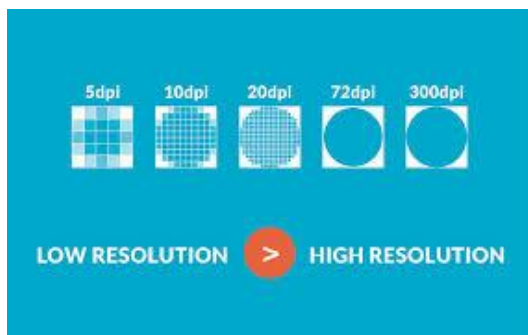 5dpi 10dpi 20dpi 72dpi 300dpi
LOW RESOLUTION > HIGH RESOLUTION